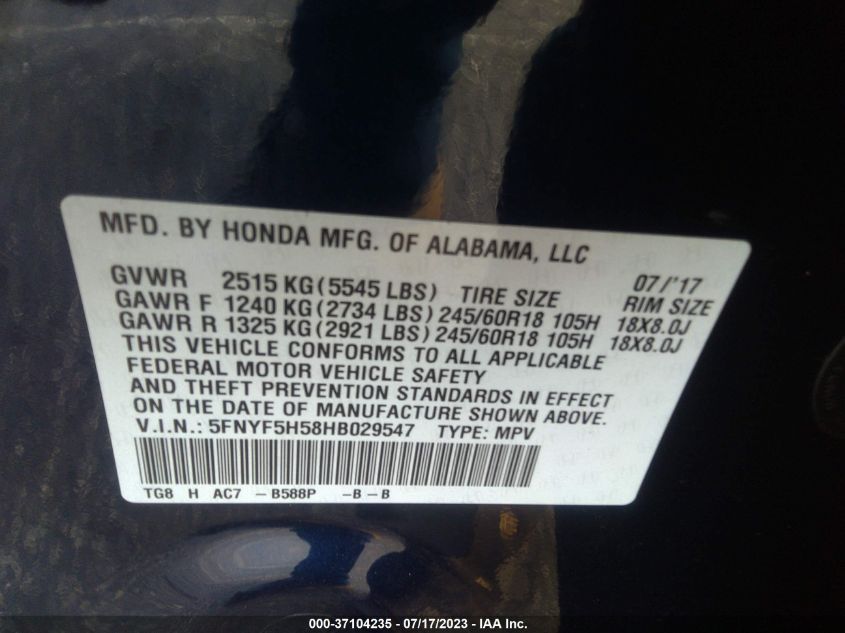 MFD. BY HONDA MFG. OF ALABAMA, LLC
07/'17
GVWR 2515 KG(5545 LBS) TIRE SIZE RIM SIZE
GAWR F 1240 KG(2734 LBS) 245/60R18 105H 18X8.0J
GAWR R 1325 KG(2921 LBS) 245/60R18 105H 18X8.0J
THIS VEHICLE CONFORMS TO ALL APPLICABLE
FEDERAL MOTOR VEHICLE SAFETY
AND THEFT PREVENTION STANDARDS IN EFFECT
ON THE DATE OF MANUFACTURE SHOWN ABOVE.
V.I.N.: 5FNYF5H58HB029547 TYPE: MPV
TG8 H AC7 -B588P -B-B
000-37104235 - 07/17/2023 - IAA Inc.